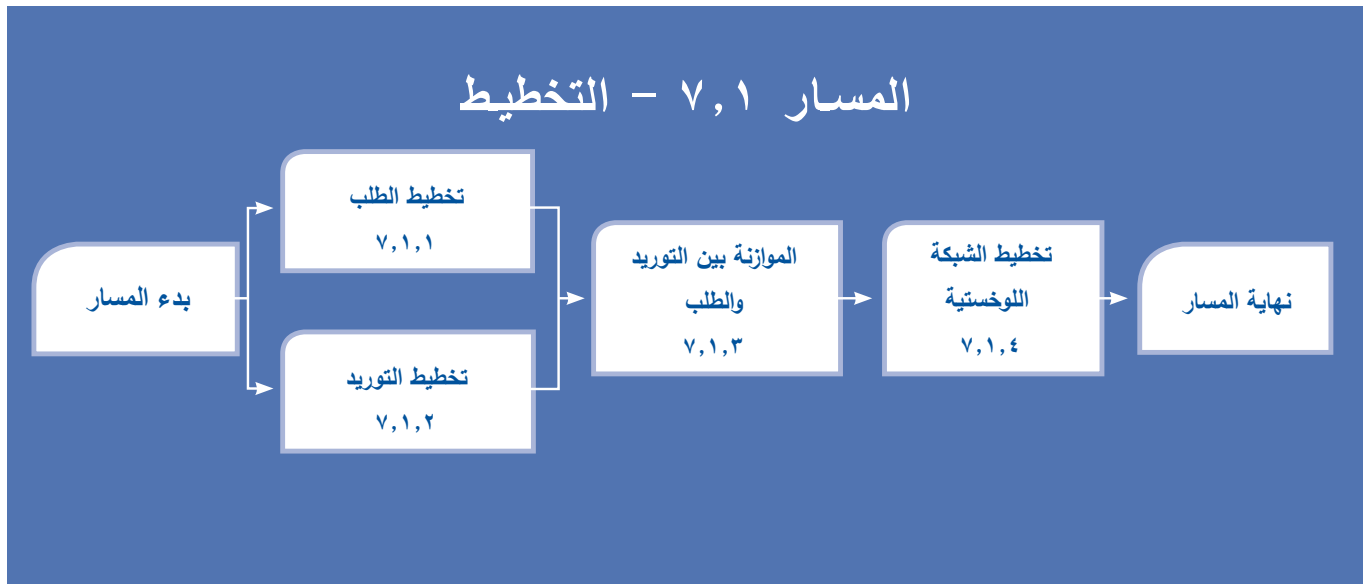 المسار ٧,١ – التخطيط
بدء المسار
تخطيط الطلب
٧,١,١
تخطيط التوريد
٧,١,٢
الموازنة بين التوريد
والطلب
٧,١,٣
تخطيط الشبكة
اللوخستية
٧,١,٤
نهاية المسار